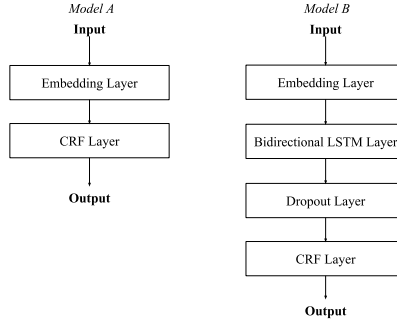 Model A
Input
Embedding Layer
CRF Layer
Output
Model B
Input
Embedding Layer
Bidirectional LSTM Layer
Dropout Layer
CRF Layer
Output